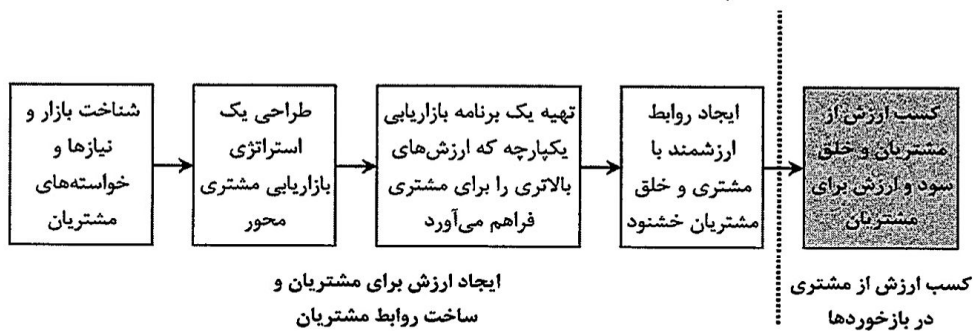 شناخت بازار و
نیازها و
خواسته‌های
مشتریان
طراحی یک
استراتژی
بازاریابی مشتری
محور
تهیه یک برنامه بازاریابی
یکپارچه که ارزش‌های
بالاتری را برای مشتری
فراهم می‌آورد
ایجاد روابط
ارزشمند با
مشتری و خلق
مشتریان خشنود
کسب ارزش از
مشتریان و خلق
سود و ارزش برای
مشتریان
ایجاد ارزش برای مشتریان و
ساخت روابط مشتریان
کسب ارزش از مشتری
در بازخوردها